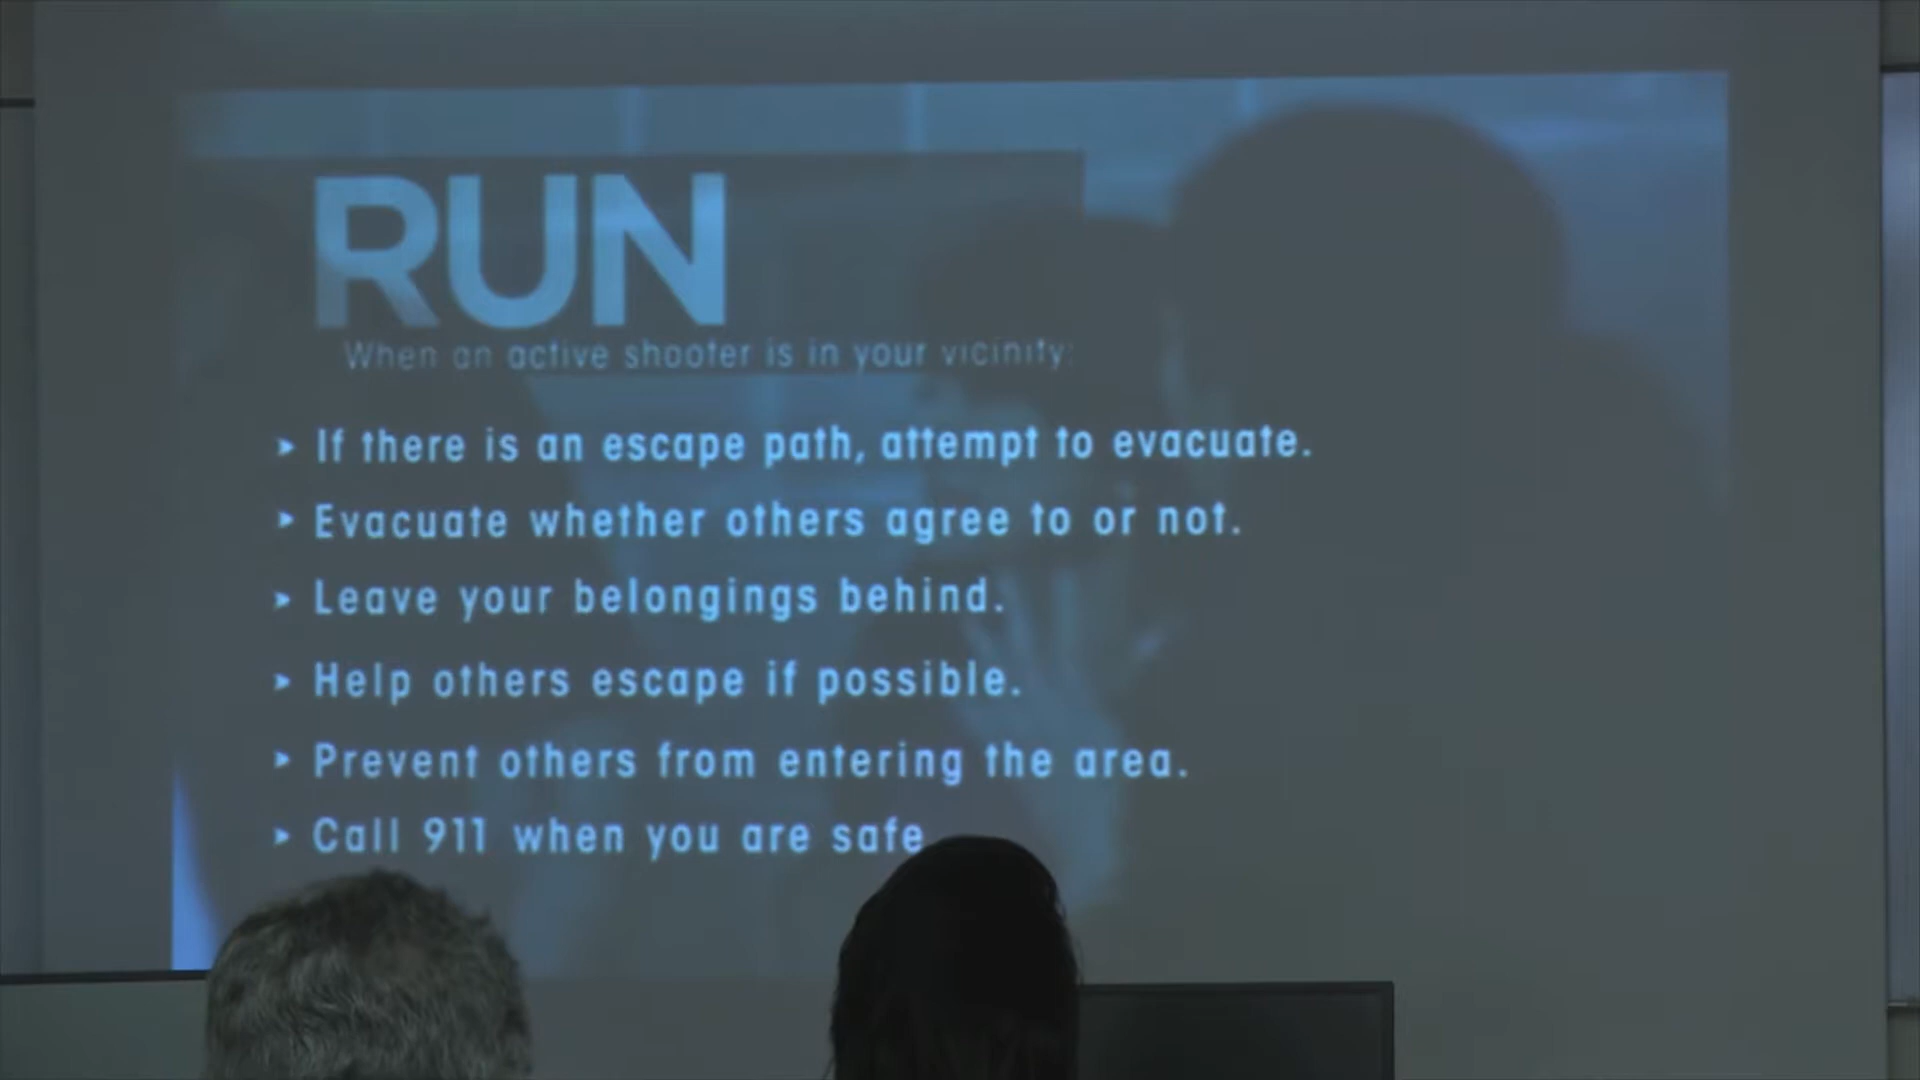 RUN
When an active shooter is in your vicinity:
➤ If there is an escape path, attempt to evacuate.
➤ Evacuate whether others agree to or not.
➤ Leave your belongings behind.
➤ Help others escape if possible.
➤ Prevent others from entering the area.
➤ Call 911 when you are safe